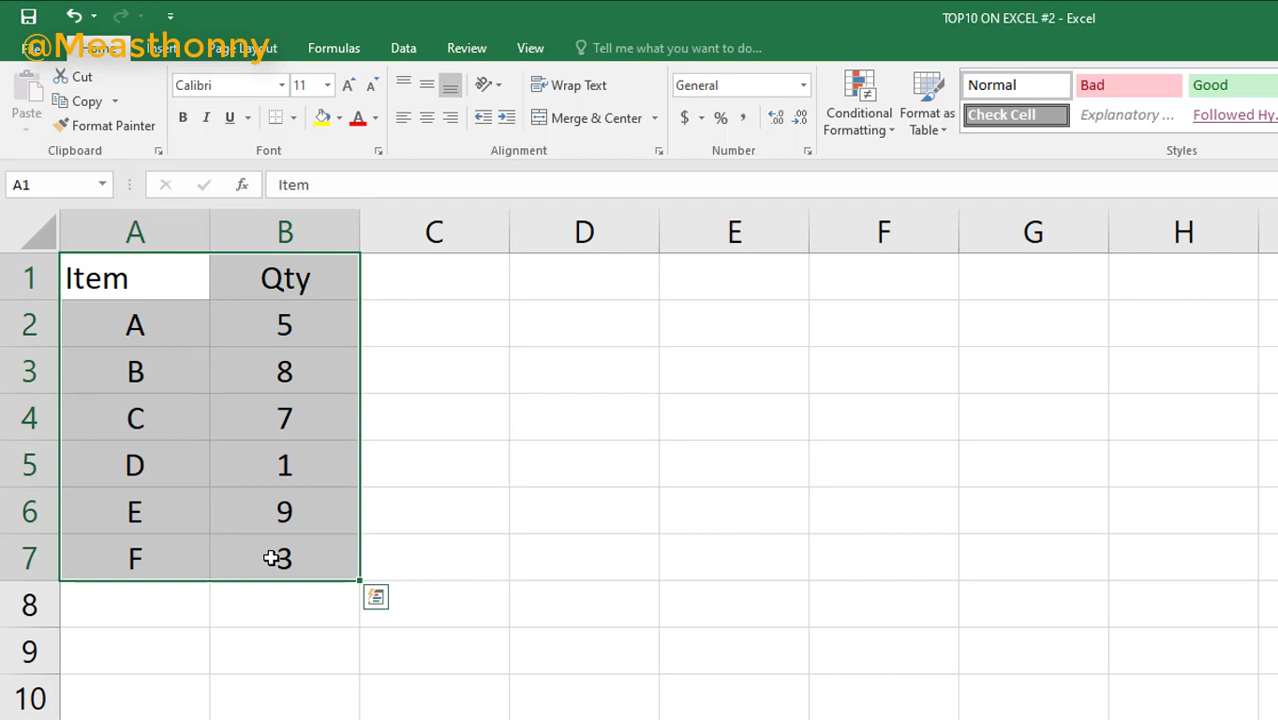 TOP10 ON EXCEL #2 - Excel
@Measthonny
Page Layout Formulas Data Review View Tell me what you want to do...
Cut
Copy
Format Painter
Paste
Clipboard
Calibri 11
B I U A
Font
Wrap Text
Merge & Center
Alignment
General
$ % ,
Number
Conditional Formatting
Format as Table
Normal Bad Good
Check Cell Explanatory ... Followed Hy...
Styles
A1 fx Item
A B C D E F G H
1 Item Qty
2 A 5
3 B 8
4 C 7
5 D 1
6 E 9
7 F 3
8
9
10